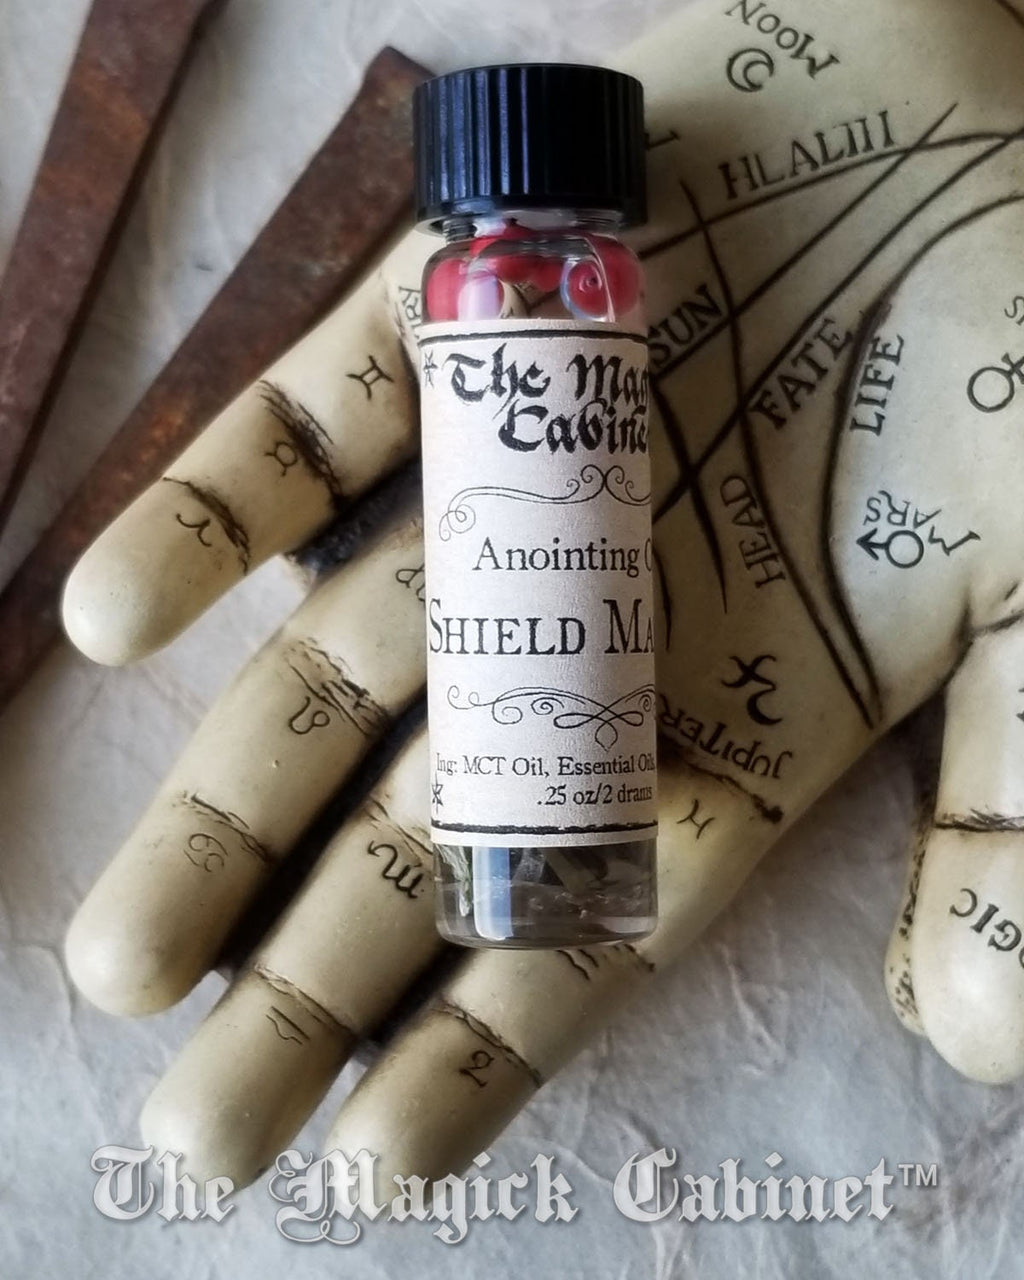 MOON
HLALIII
SUN
FATE
LIFE
HEAD
MARS
JUPITER
The Mag
Cabine
Anointing O
SHIELD MA
Ing: MCT Oil, Essential Oils
.25 oz/2 drams
OGIC
The Magick Cabinet™